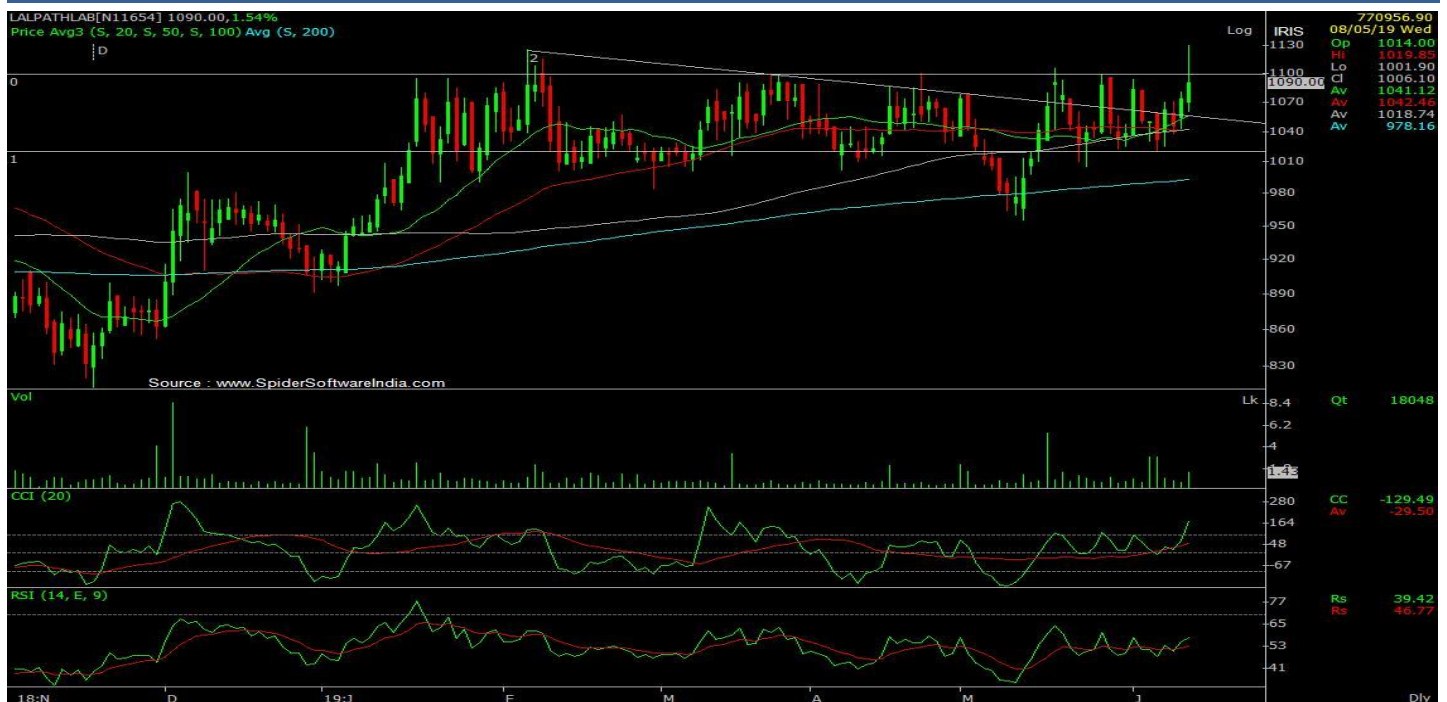 LALPATHLAB[N11654] 1090.00,1.54%
Price Avg3 (S, 20, S, 50, S, 100) Avg (S, 200)
D
Log
IRIS
770956.90
08/05/19 Wed
Op 1014.00
Hi 1019.85
Lo 1001.90
Cl 1006.10
Av 1041.12
Av 1042.46
Av 1018.74
Av 978.16
2
0
1
1130
1100
1090.00
1070
1040
1010
980
950
920
890
860
830
Source : www.SpiderSoftwareIndia.com
Vol
Lk
8.4
6.2
4
Qt 18048
CCI (20)
280
164
48
-67
CC -129.49
Av -29.50
RSI (14, E, 9)
77
65
53
41
Rs 39.42
Rs 46.77
18:N D 19:J F M A M J Dly